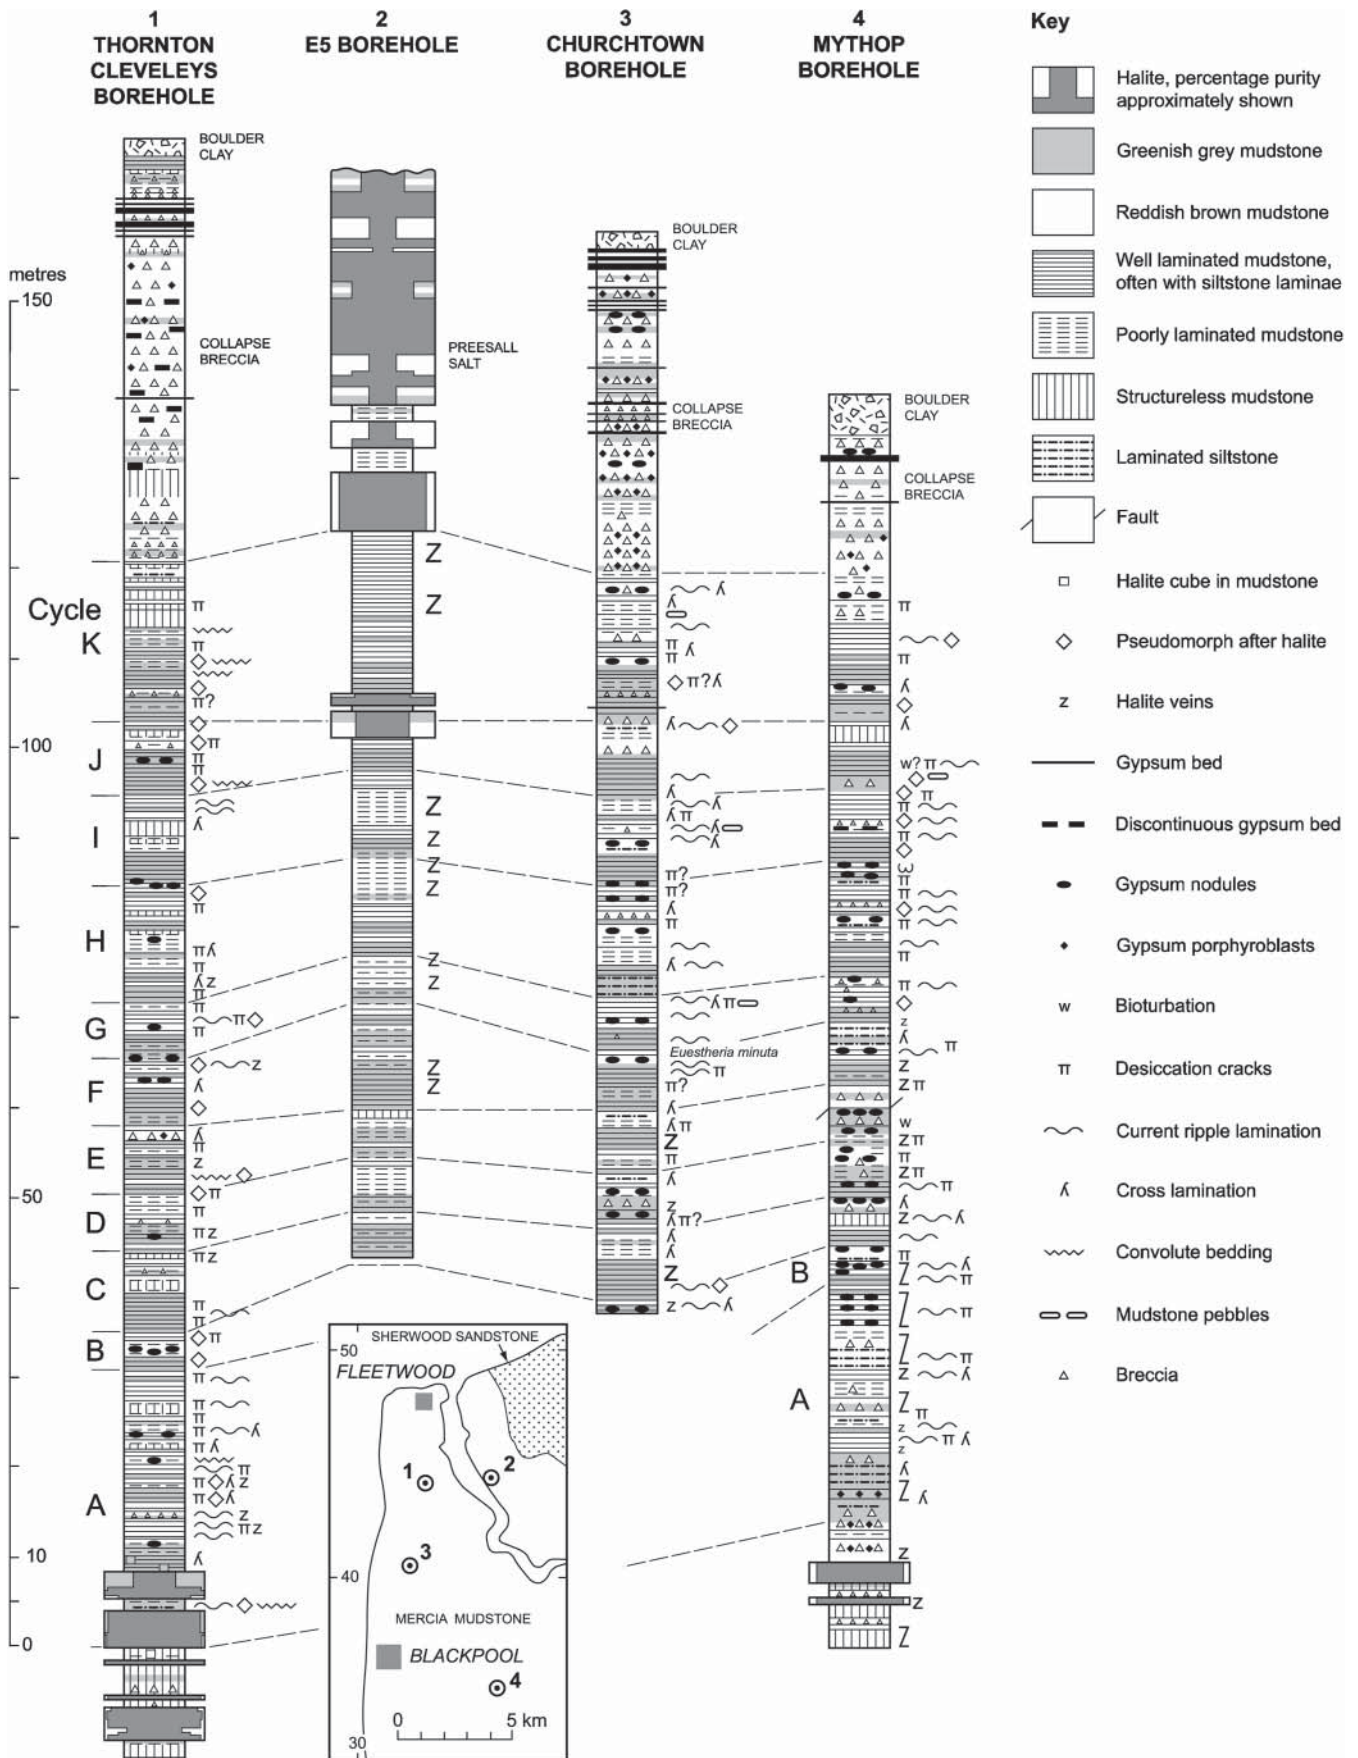 1
THORNTON
CLEVELEYS
BOREHOLE
2
E5 BOREHOLE
3
CHURCHTOWN
BOREHOLE
4
MYTHOP
BOREHOLE
BOULDER
CLAY
metres
150
COLLAPSE
BRECCIA
PREESALL
SALT
BOULDER
CLAY
COLLAPSE
BRECCIA
BOULDER
CLAY
COLLAPSE
BRECCIA
Cycle
K
100
J
I
H
G
F
E
50
D
C
B
A
10
0
Euestheria minuta
B
A
50
SHERWOOD SANDSTONE
FLEETWOOD
1
2
3
40
MERCIA MUDSTONE
BLACKPOOL
4
0
5 km
30
Key
Halite, percentage purity
approximately shown
Greenish grey mudstone
Reddish brown mudstone
Well laminated mudstone,
often with siltstone laminae
Poorly laminated mudstone
Structureless mudstone
Laminated siltstone
Fault
Halite cube in mudstone
Pseudomorph after halite
z Halite veins
Gypsum bed
Discontinuous gypsum bed
Gypsum nodules
Gypsum porphyroblasts
w Bioturbation
π Desiccation cracks
Current ripple lamination
Cross lamination
Convolute bedding
Mudstone pebbles
Breccia